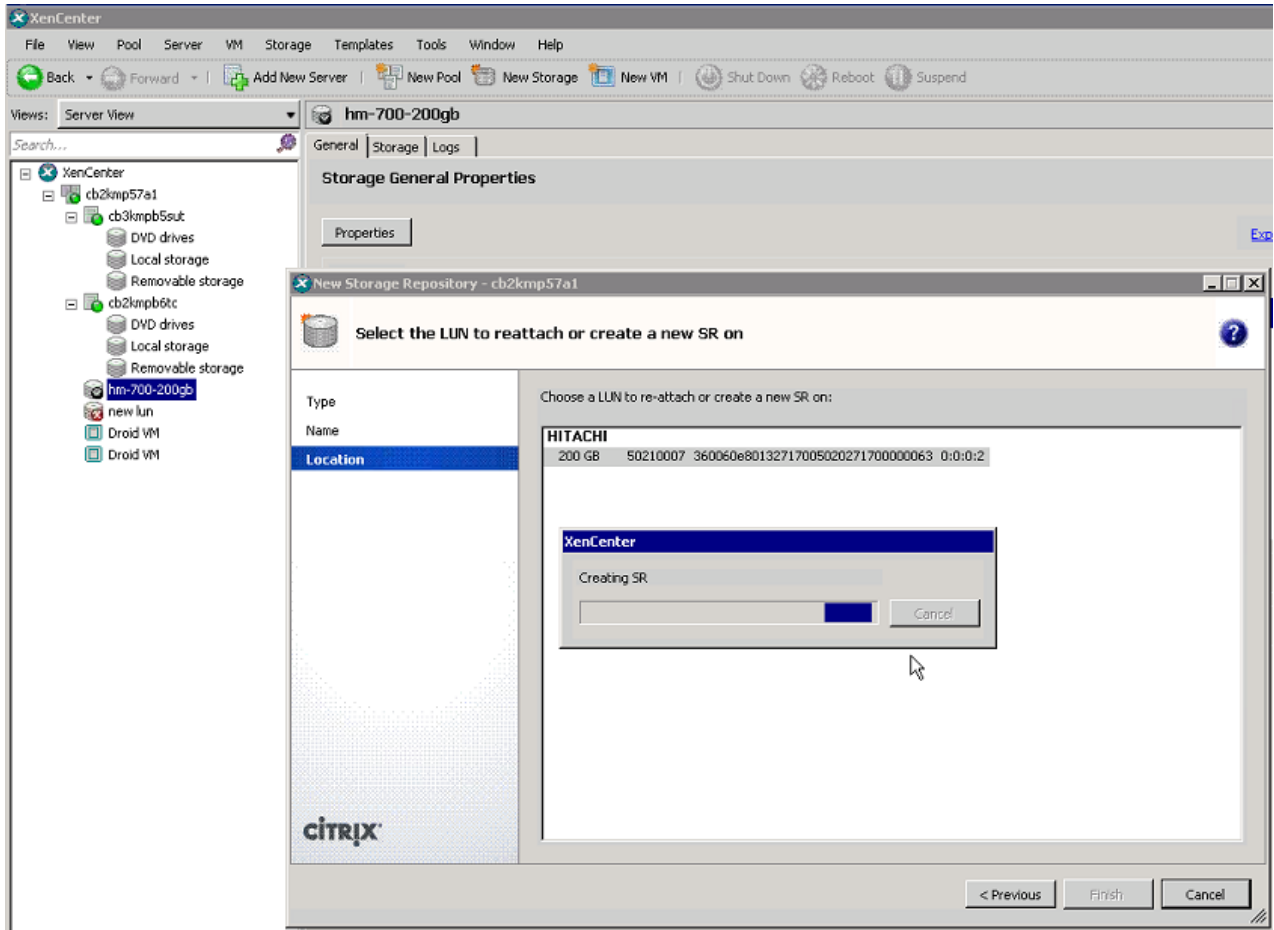 XenCenter
File View Pool Server VM Storage Templates Tools Window Help
Back Forward Add New Server New Pool New Storage New VM Shut Down Reboot Suspend
Views: Server View
hm-700-200gb
Search...
General Storage Logs
XenCenter
Storage General Properties
cb2kmp57a1
cb3kmpb5sut
DVD drives
Properties
Local storage
Removable storage
cb2kmpb6tc
DVD drives
Local storage
Removable storage
hm-700-200gb
new lun
Droid VM
Droid VM
New Storage Repository - cb2kmp57a1
Select the LUN to reattach or create a new SR on
Type
Name
Location
Choose a LUN to re-attach or create a new SR on:
HITACHI
200 GB 50210007 360060e80132717005020271700000063 0:0:0:2
XenCenter
Creating SR
Cancel
CITRIX
< Previous Finish Cancel